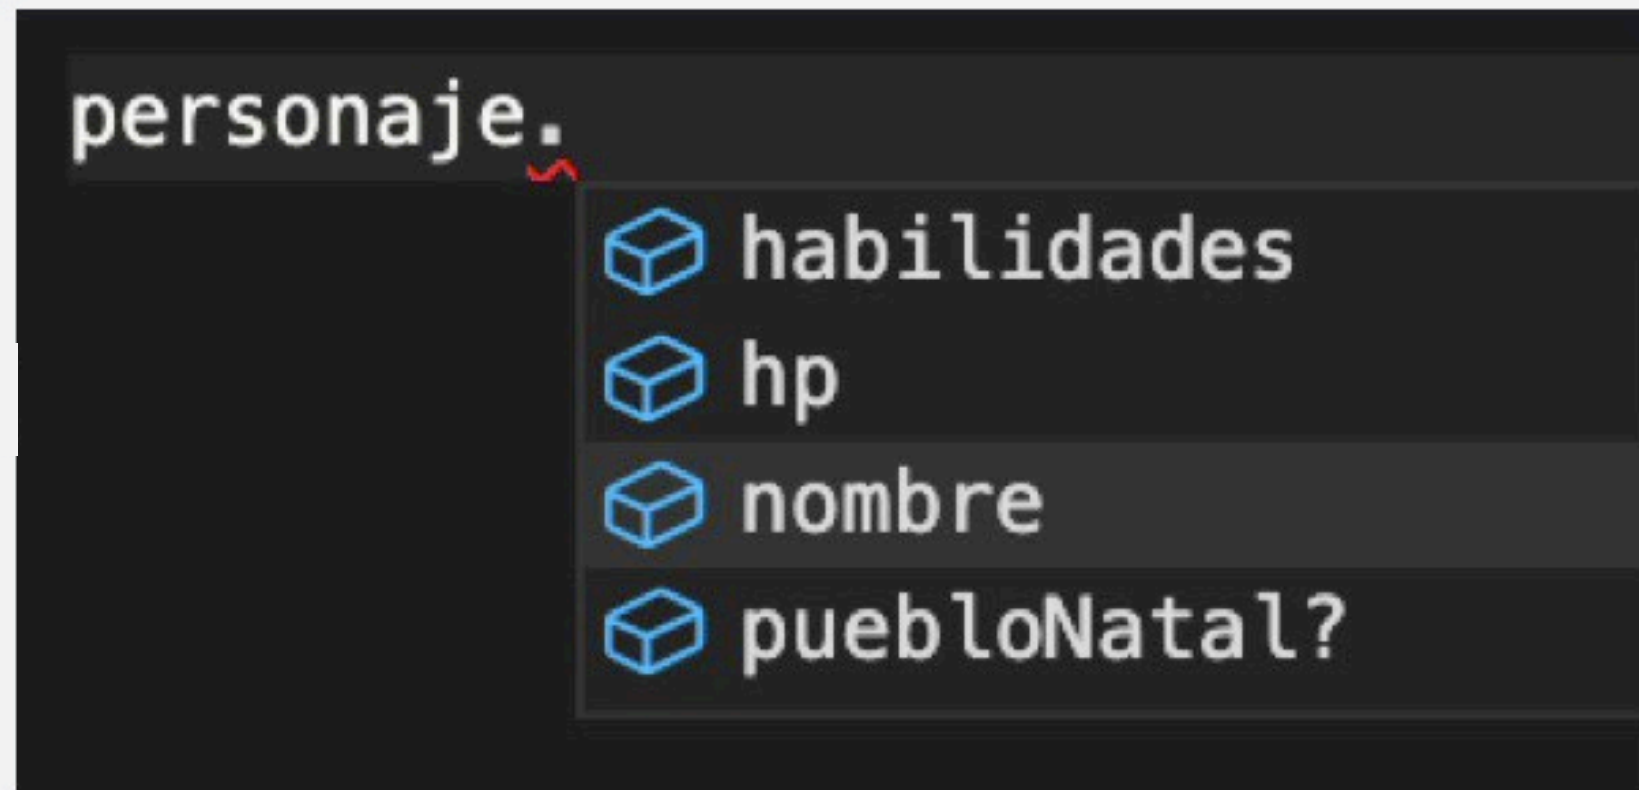 personaje.
habilidades
hp
nombre
puebloNatal?